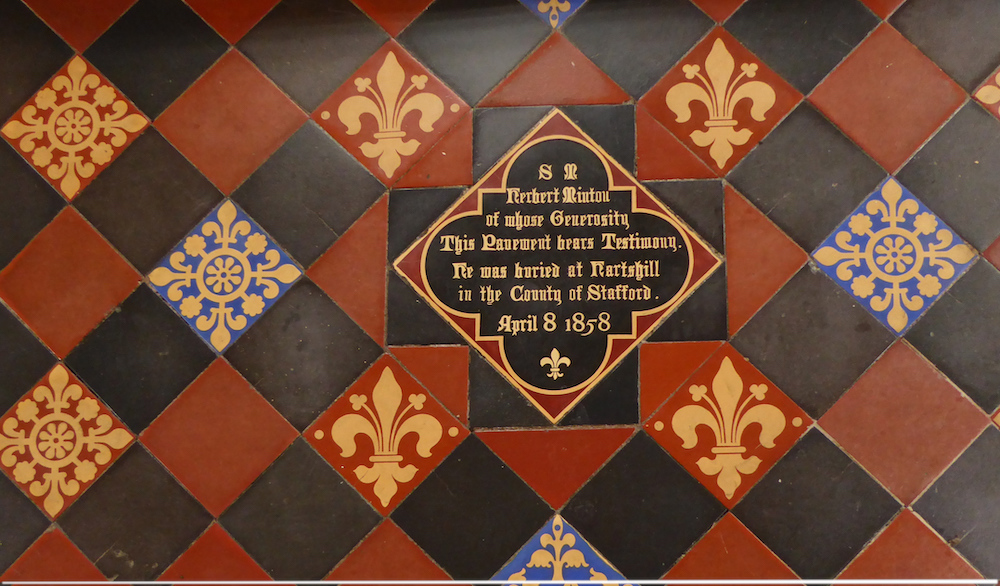 S M
Herbert Minton
of whose Generosity
This Pavement bears Testimony.
He was buried at Hartshill
in the County of Stafford.
April 8 1858